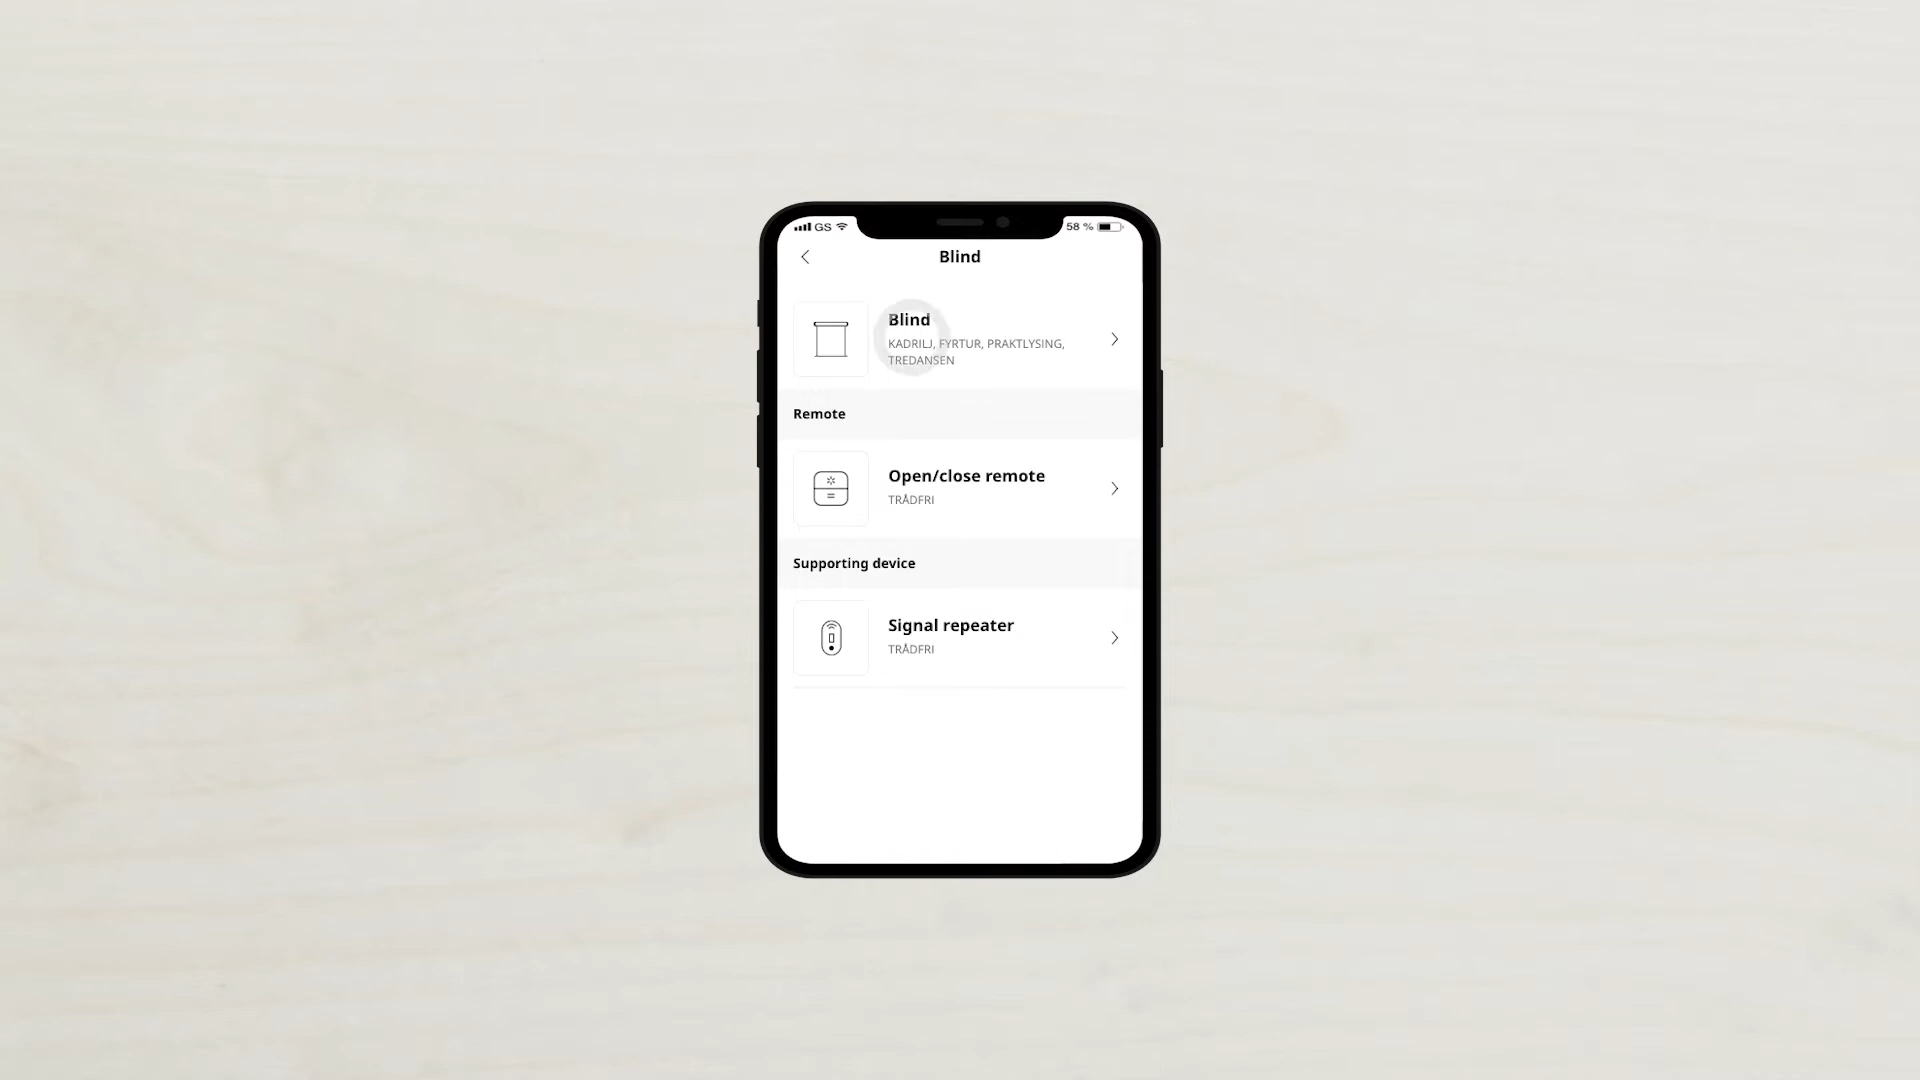 GS
58 %
Blind
Blind
KADRILJ, FYRTUR, PRAKTLYSING,
TREDANSEN
Remote
Open/close remote
TRÅDFRI
Supporting device
Signal repeater
TRÅDFRI